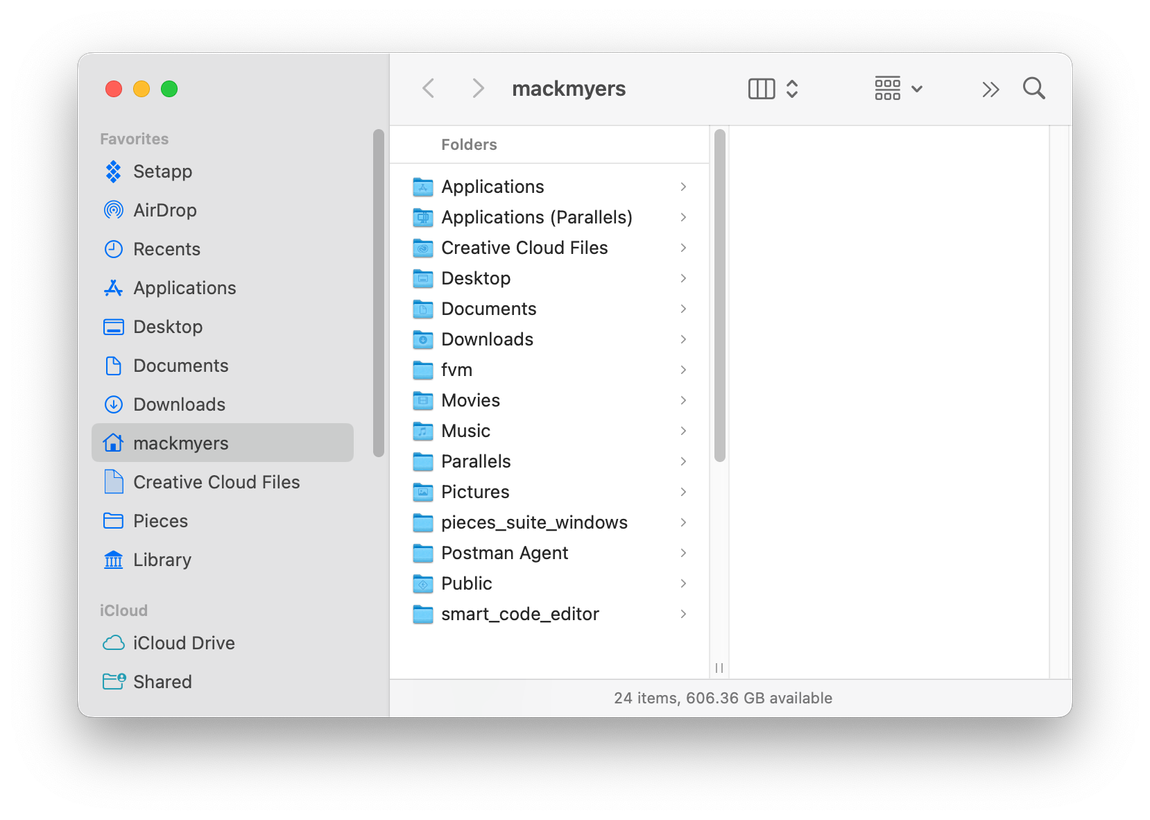 mackmyers
Favorites
Setapp
AirDrop
Recents
Applications
Desktop
Documents
Downloads
mackmyers
Creative Cloud Files
Pieces
Library
iCloud
iCloud Drive
Shared
Folders
Applications
Applications (Parallels)
Creative Cloud Files
Desktop
Documents
Downloads
fvm
Movies
Music
Parallels
Pictures
pieces_suite_windows
Postman Agent
Public
smart_code_editor
24 items, 606.36 GB available